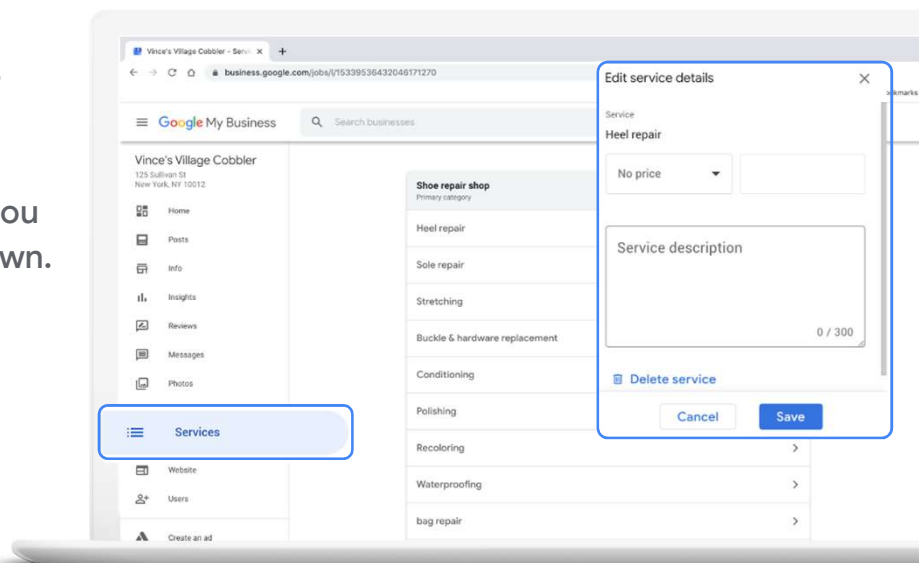 ou
wn.
Vince's Village Cobbler - Servi
business.google.com/jobs/l/15339536432046171270
Google My Business
Search businesses
Vince's Village Cobbler
125 Sullivan St
New York, NY 10012
Home
Posts
Info
Insights
Reviews
Messages
Photos
Services
Website
Users
Create an ad
Shoe repair shop
Primary category
Heel repair
Sole repair
Stretching
Buckle & hardware replacement
Conditioning
Polishing
Recoloring
Waterproofing
bag repair
Edit service details
Service
Heel repair
No price
Service description
0 / 300
Delete service
Cancel
Save